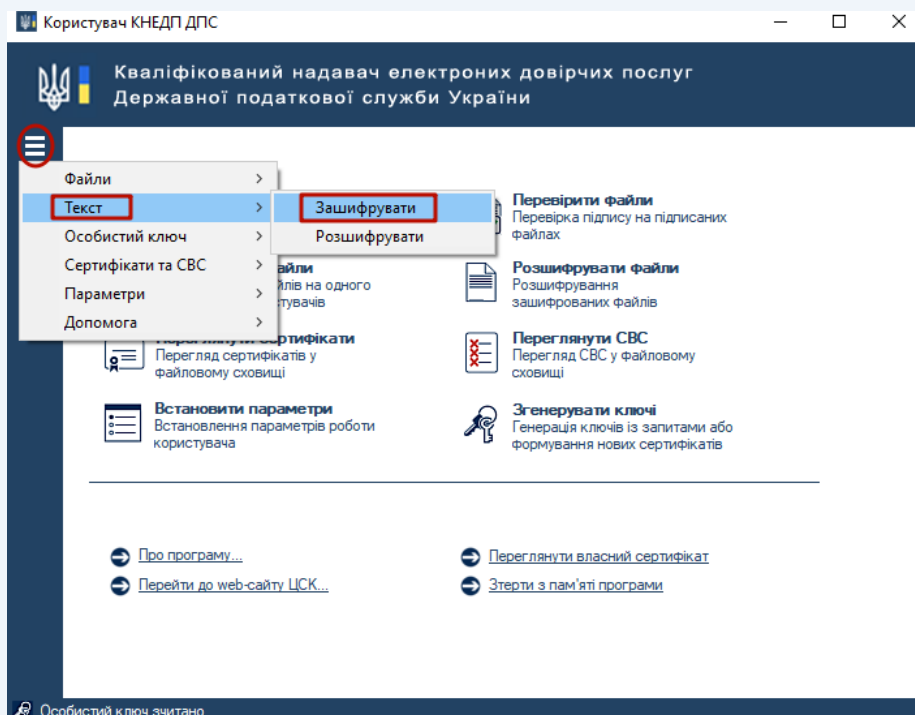 Користувач КНЕДП ДПС
Кваліфікований надавач електроних довірчих послуг
Державної податкової служби України
Файли
Текст
Особистий ключ
Сертифікати та СВС
Параметри
Допомога
Зашифрувати
Розшифрувати
Перевірити файли
Перевірка підпису на підписаних
файлах
на одного
Розшифрувати файли
Розшифрування
зашифрованих файлів
Перегляд сертифікатів у
файловому сховищі
Переглянути СВС
Перегляд СВС у файловому
сховищі
Встановити параметри
Встановлення параметрів роботи
користувача
Згенерувати ключі
Генерація ключів із запитами або
формування нових сертифікатів
Про програму...
Переглянути власний сертифікат
Перейти до web-сайту ЦСК...
Зтерти з пам'яті програми
Особистий ключ зчитано